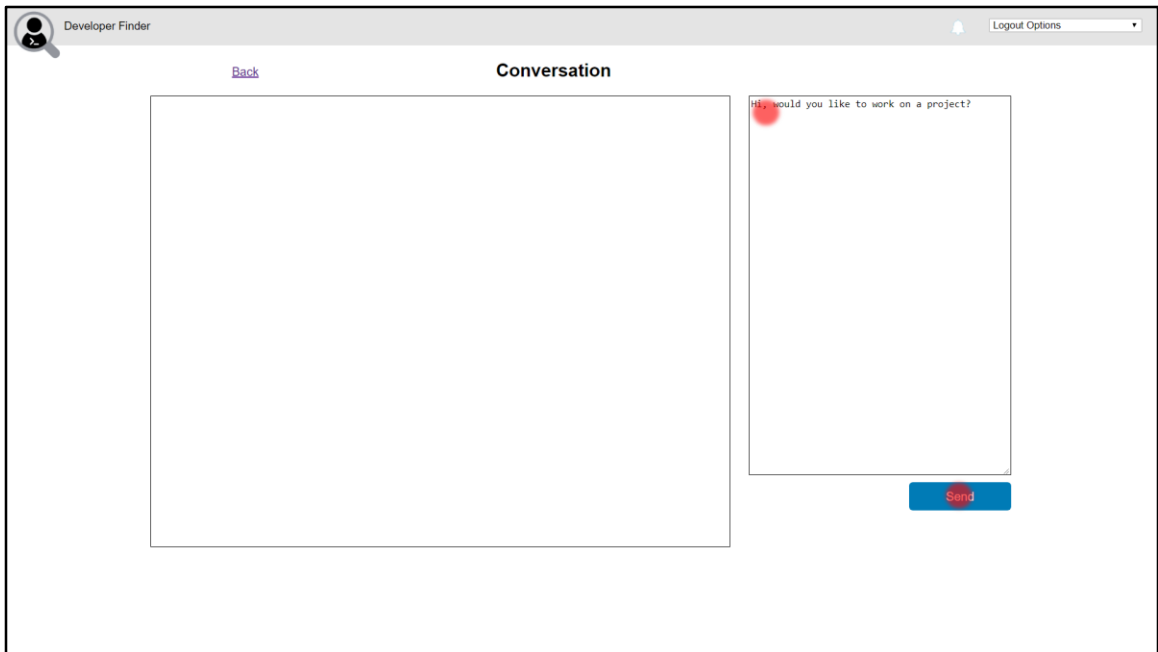 Developer Finder
Logout Options
Back
Conversation
Hi, would you like to work on a project?
Send